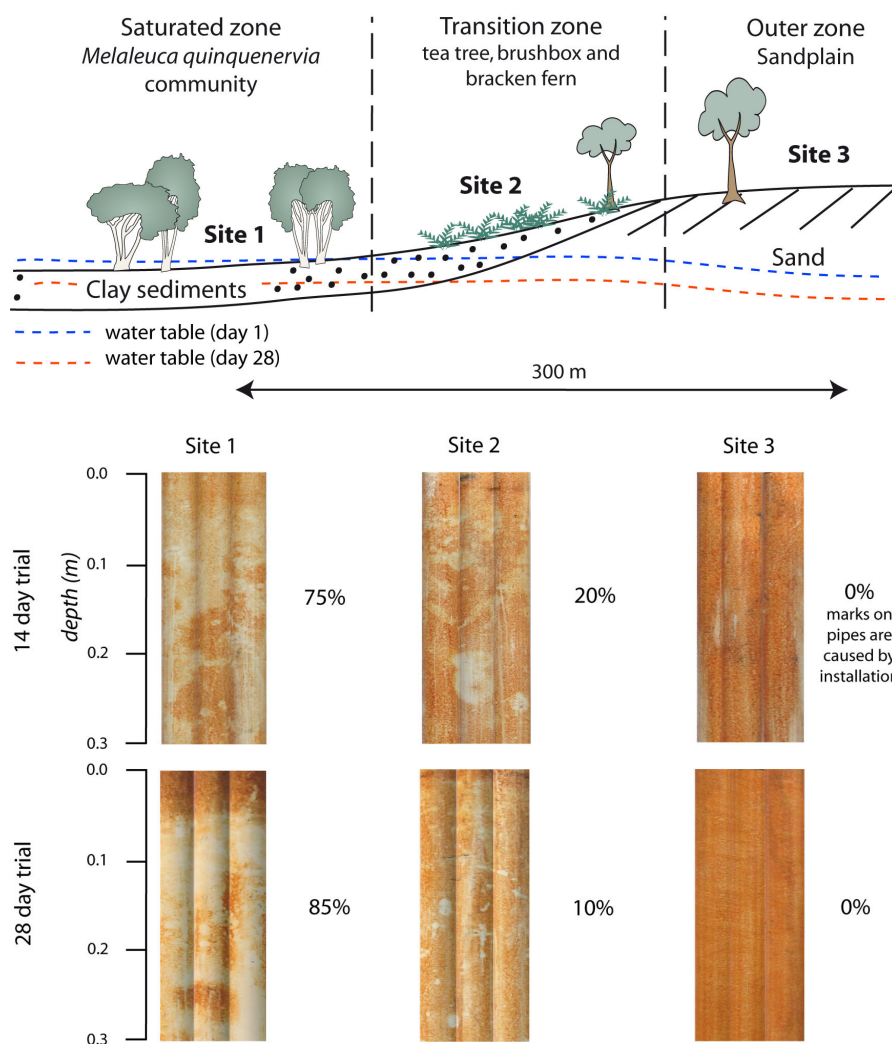 Saturated zone
Melaleuca quinquenervia
community
Transition zone
tea tree, brushbox and
bracken fern
Outer zone
Sandplain
Site 1
Site 2
Site 3
Clay sediments
Sand
water table (day 1)
water table (day 28)
300 m
Site 1
Site 2
Site 3
14 day trial
depth (m)
0.0
0.1
0.2
0.3
75%
20%
0%
marks on
pipes are
caused by
installation
28 day trial
0.0
0.1
0.2
0.3
85%
10%
0%